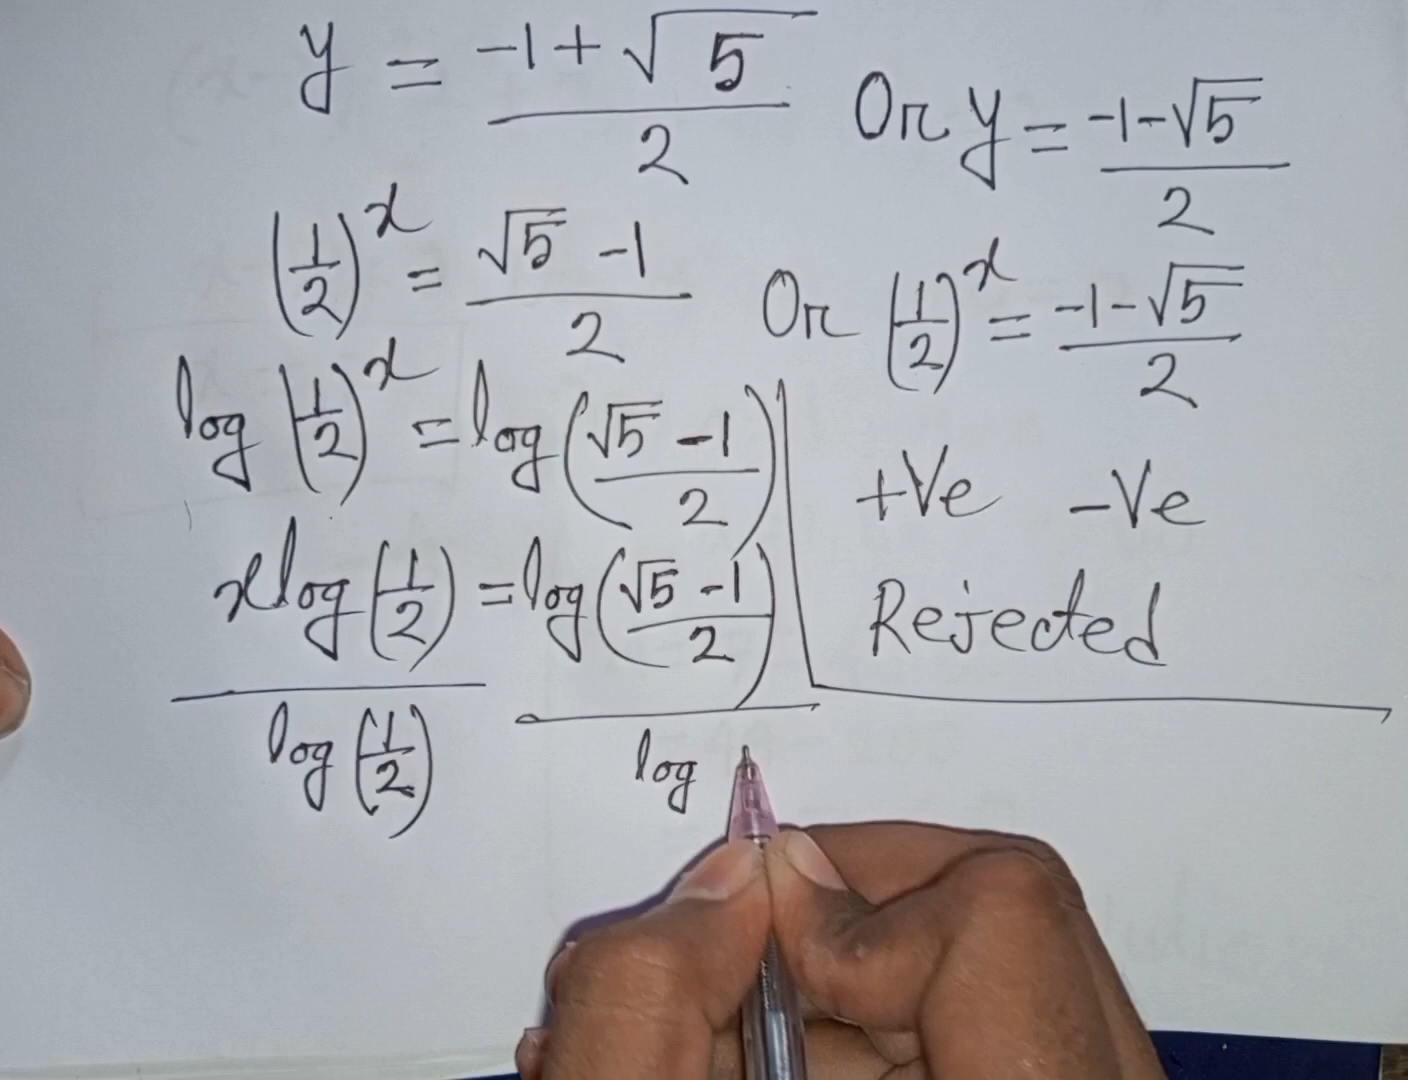 y = (-1 + √5)/2 Or y = (-1-√5)/2
(1/2)^x = (√5 -1)/2 Or (1/2)^x = (-1-√5)/2
log (1/2)^x = log ((√5 -1)/2) +Ve -Ve
x log (1/2) = log ((√5 -1)/2) Rejected
log (1/2) log